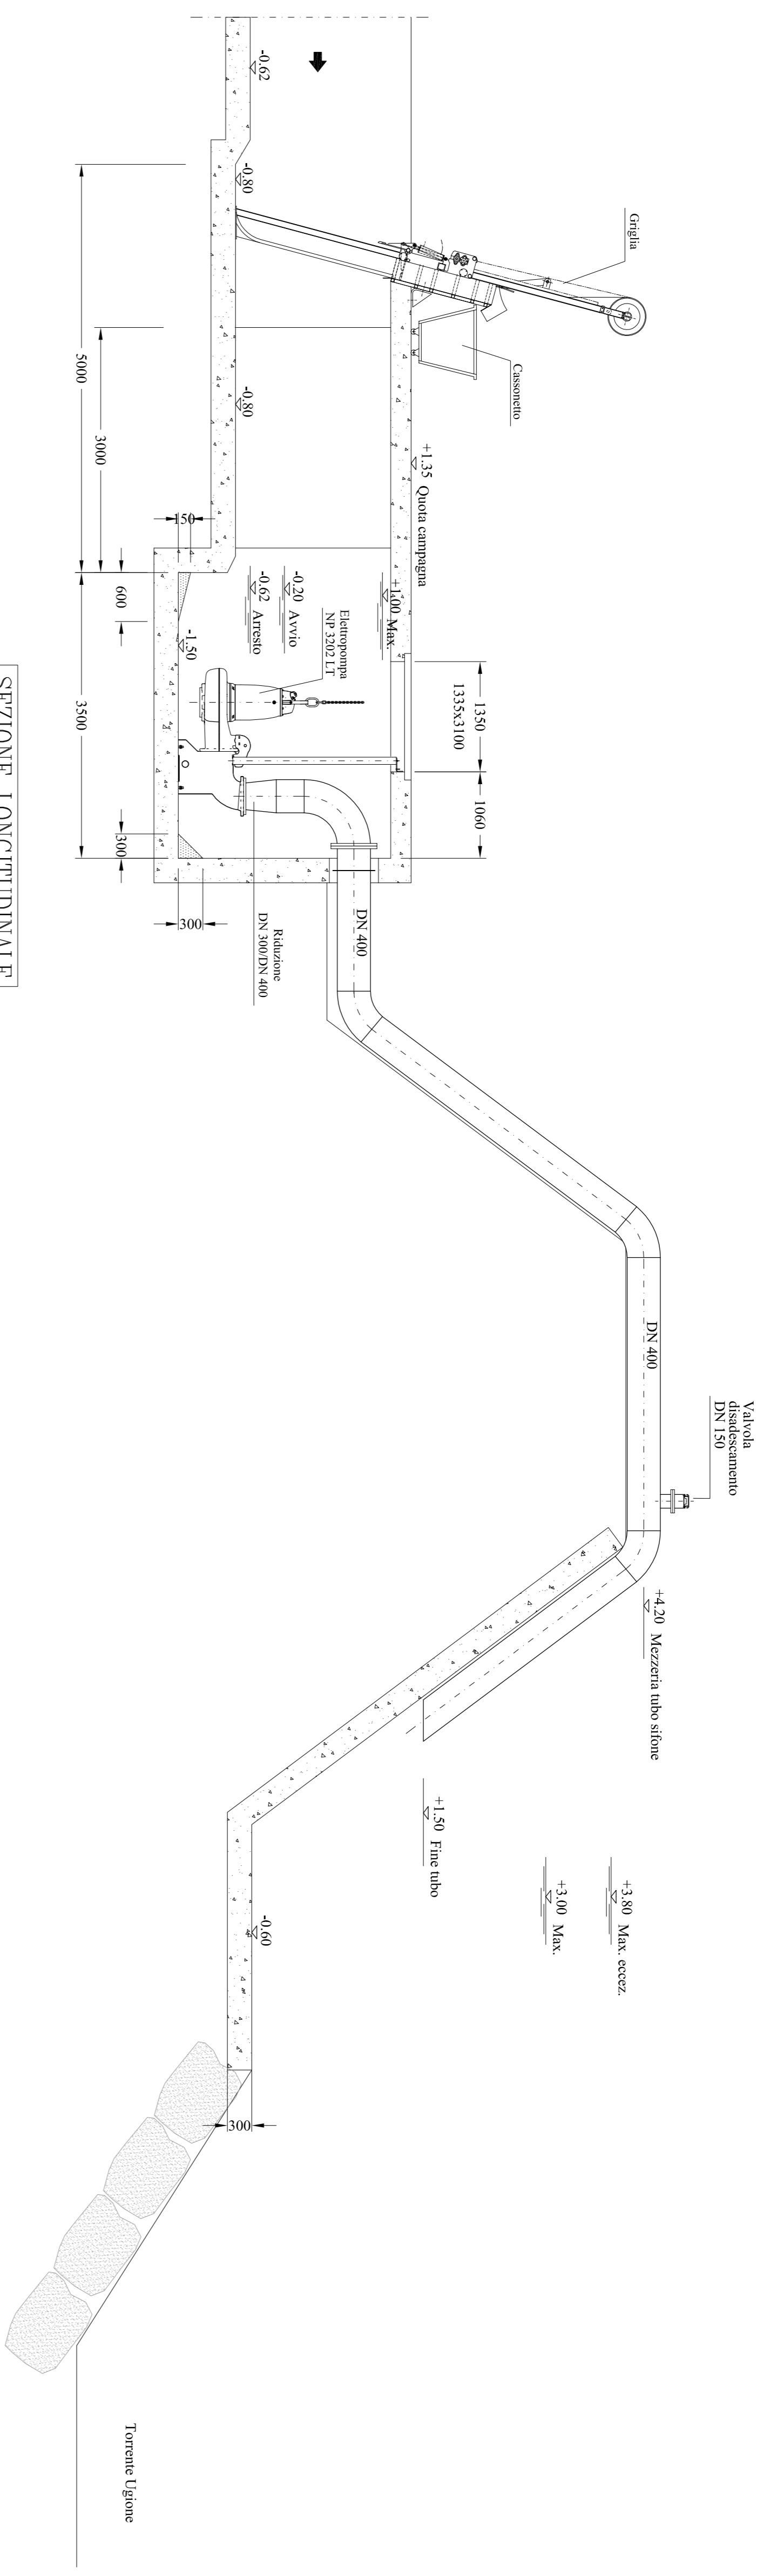 Griglia
Cassonetto
-0.62
-0.80
-0.80
+1.35 Quota campagna
+1.00 Max.
-0.20 Avvio
-0.62 Arresto
-1.50
Elettropompa
NP 3202 LT
1350
1335x3100
1060
5000
3000
150
600
3500
300
300
Riduzione
DN 300/DN 400
DN 400
DN 400
Valvola
disadescamento
DN 150
+4.20 Mezzeria tubo sifone
+1.50 Fine tubo
+3.80 Max. eccez.
+3.00 Max.
-0.60
300
Torrente Ugione
SEZIONE LONGITUDINALE